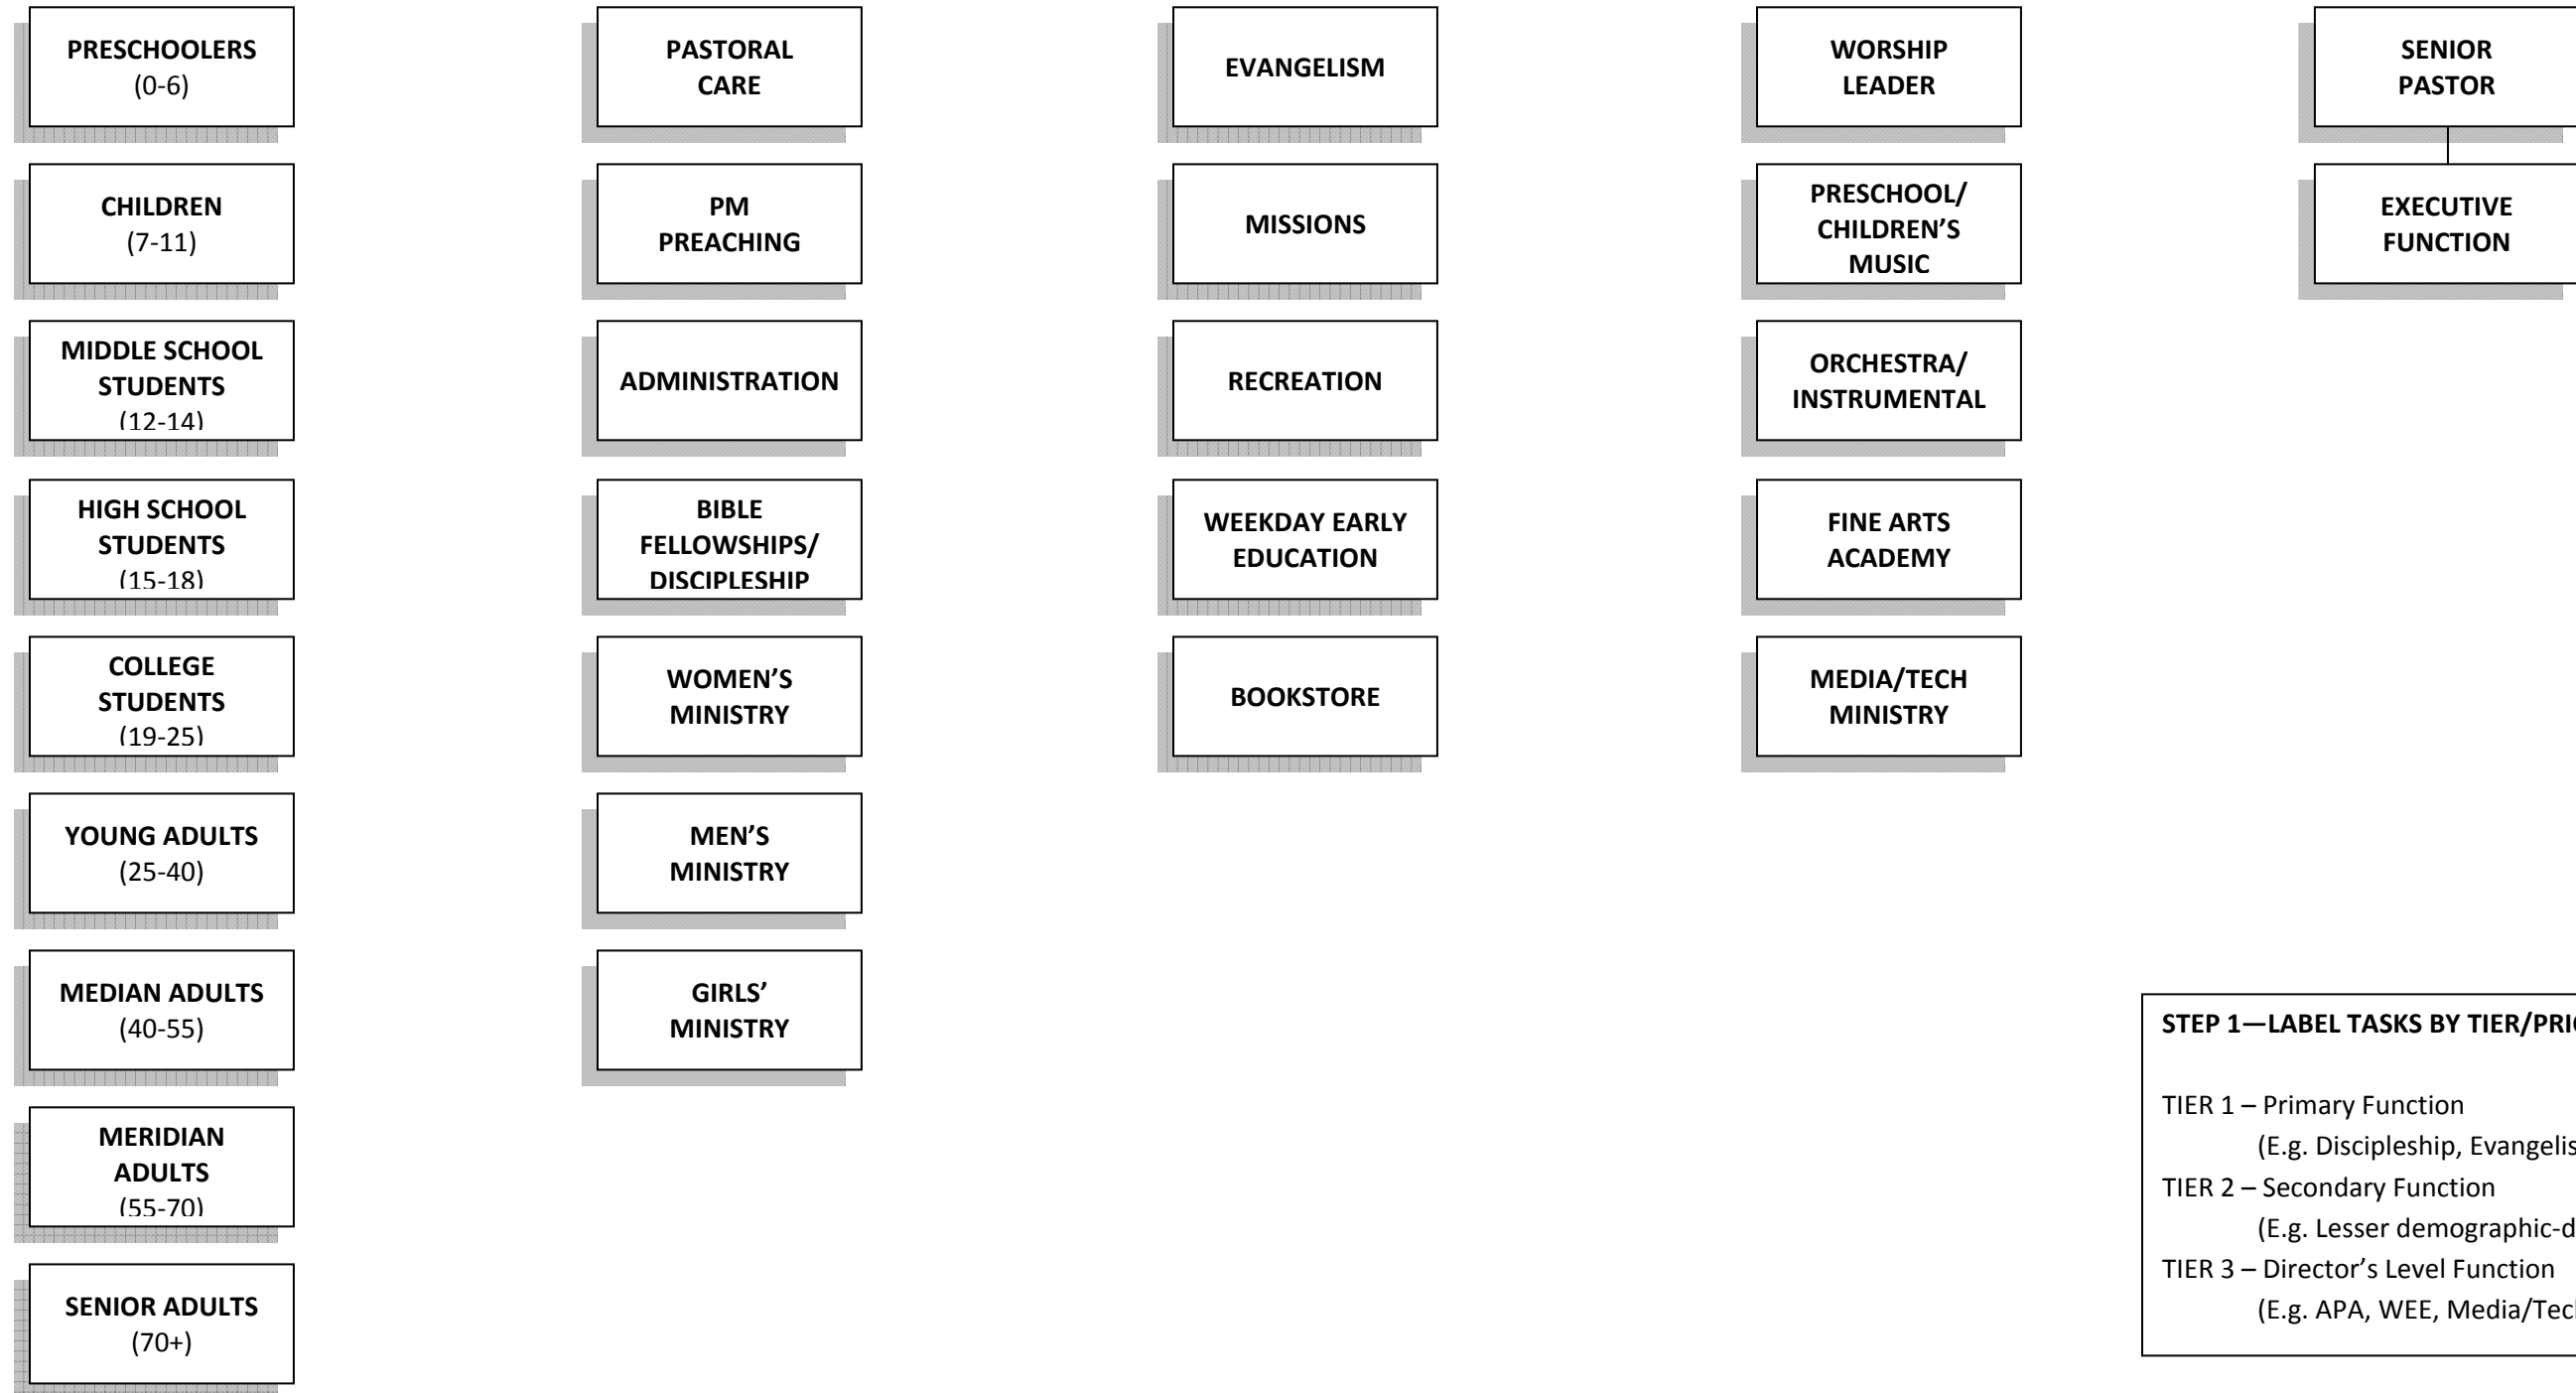 PRESCHOOLERS
(0-6)
CHILDREN
(7-11)
MIDDLE SCHOOL
STUDENTS
(12-14)
HIGH SCHOOL
STUDENTS
(15-18)
COLLEGE
STUDENTS
(19-25)
YOUNG ADULTS
(25-40)
MEDIAN ADULTS
(40-55)
MERIDIAN
ADULTS
(55-70)
SENIOR ADULTS
(70+)
PASTORAL
CARE
PM
PREACHING
ADMINISTRATION
BIBLE
FELLOWSHIPS/
DISCIPLESHIP
WOMEN’S
MINISTRY
MEN’S
MINISTRY
GIRLS’
MINISTRY
EVANGELISM
MISSIONS
RECREATION
WEEKDAY EARLY
EDUCATION
BOOKSTORE
WORSHIP
LEADER
PRESCHOOL/
CHILDREN’S
MUSIC
ORCHESTRA/
INSTRUMENTAL
FINE ARTS
ACADEMY
MEDIA/TECH
MINISTRY
SENIOR
PASTOR
EXECUTIVE
FUNCTION
STEP 1—LABEL TASKS BY TIER/
TIER 1 – Primary Function
(E.g. Discipleship,
TIER 2 – Secondary Function
(E.g. Lesser
TIER 3 – Director’s Level Function
(E.g. APA, WEE,